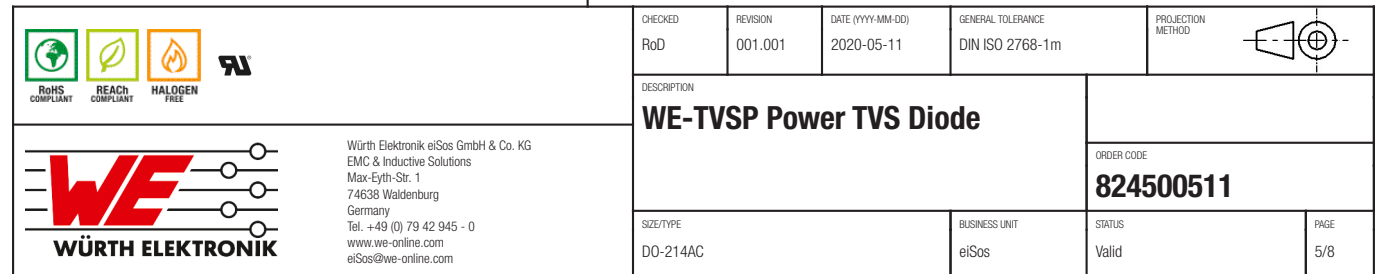 CHECKED
RoD
REVISION
001.001
DATE (YYYY-MM-DD)
2020-05-11
GENERAL TOLERANCE
DIN ISO 2768-1m
PROJECTION
METHOD
RoHS
COMPLIANT
REACh
COMPLIANT
HALOGEN
FREE
DESCRIPTION
WE-TVSP Power TVS Diode
WE
WÜRTH ELEKTRONIK
Würth Elektronik eiSos GmbH & Co. KG
EMC & Inductive Solutions
Max-Eyth-Str. 1
74638 Waldenburg
Germany
Tel. +49 (0) 79 42 945 - 0
www.we-online.com
eiSos@we-online.com
ORDER CODE
824500511
SIZE/TYPE
DO-214AC
BUSINESS UNIT
eiSos
STATUS
Valid
PAGE
5/8